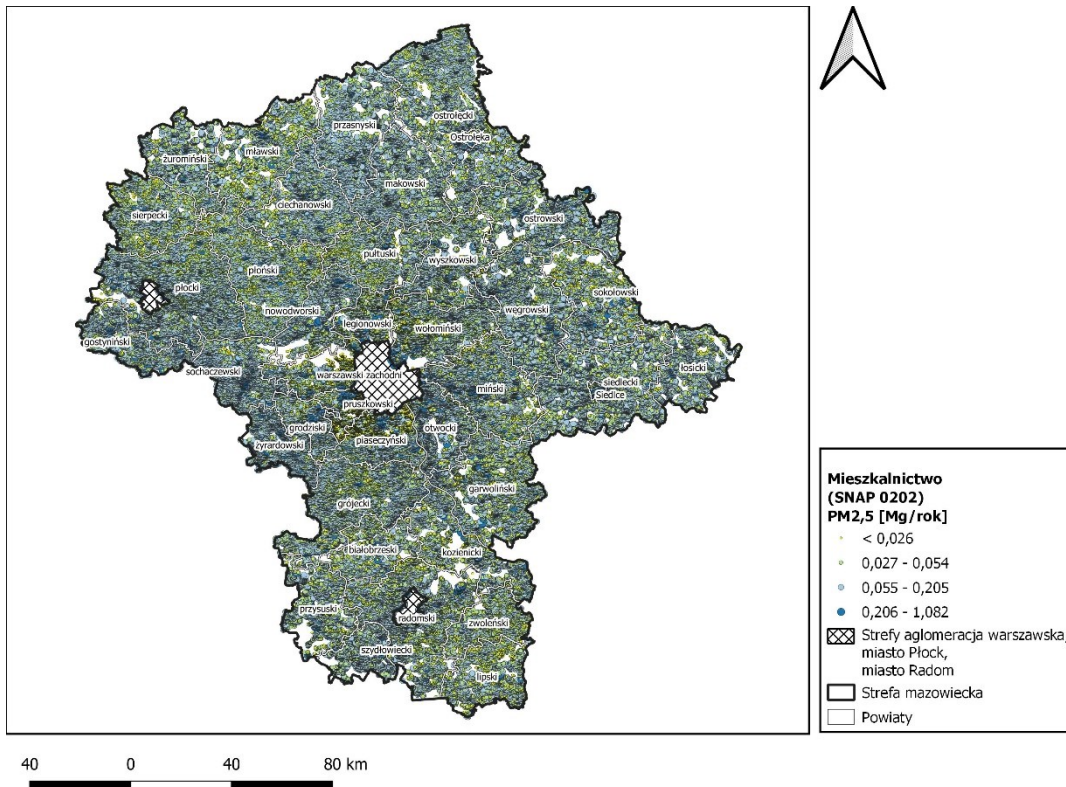 ostrołęcki
Ostrołęka
przasnyski
mławski
żuromiński
makowski
ciechanowski
sierpecki
ostrowski
pułtuski
wyszkowski
płoński
płocki
sokołowski
nowodworski
węgrowski
legionowski
wołomiński
gostyniński
sochaczewski
warszawski zachodni
łosicki
siedlecki
Siedlce
miński
pruszkowski
grodziski
otwocki
piaseczyński
żyrardowski
garwoliński
grójecki
białobrzeski
kozienicki
przysuski
radomski
zwoleński
szydłowiecki
lipski
Mieszkalnictwo
(SNAP 0202)
PM2,5 [Mg/rok]
< 0,026
0,027 - 0,054
0,055 - 0,205
0,206 - 1,082
Strefy aglomeracja warszawska,
miasto Płock,
miasto Radom
Strefa mazowiecka
Powiaty
40 0 40 80 km